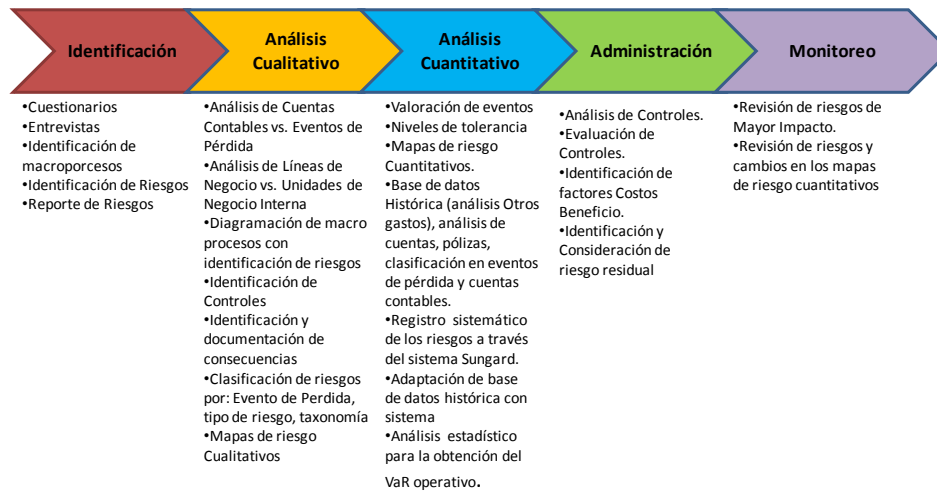 Identificación
Análisis
Cualitativo
Análisis
Cuantitativo
Administración
Monitoreo
•Cuestionarios
•Entrevistas
•Identificación de
macroporcesos
•Identificación de Riesgos
•Reporte de Riesgos
•Análisis de Cuentas
Contables vs. Eventos de
Pérdida
•Análisis de Líneas de
Negocio vs. Unidades de
Negocio Interna
•Diagramación de macro
procesos con
identificación de riesgos
•Identificación de
Controles
•Identificación y
documentación de
consecuencias
•Clasificación de riesgos
por: Evento de Perdida,
tipo de riesgo, taxonomía
•Mapas de riesgo
Cualitativos
•Valoración de eventos
•Niveles de tolerancia
•Mapas de riesgo
Cuantitativos.
•Base de datos
Histórica (análisis Otros
gastos), análisis de
cuentas, pólizas,
clasificación en eventos
de pérdida y cuentas
contables.
•Registro sistemático
de los riesgos a través
del sistema Sungard.
•Adaptación de base
de datos histórica con
sistema
•Análisis estadístico
para la obtención del
VaR operativo.
•Análisis de Controles.
•Evaluación de
Controles.
•Identificación de
factores Costos
Beneficio.
•Identificación y
Consideración de
riesgo residual
•Revisión de riesgos de
Mayor Impacto.
•Revisión de riesgos y
cambios en los mapas
de riesgo cuantitativos